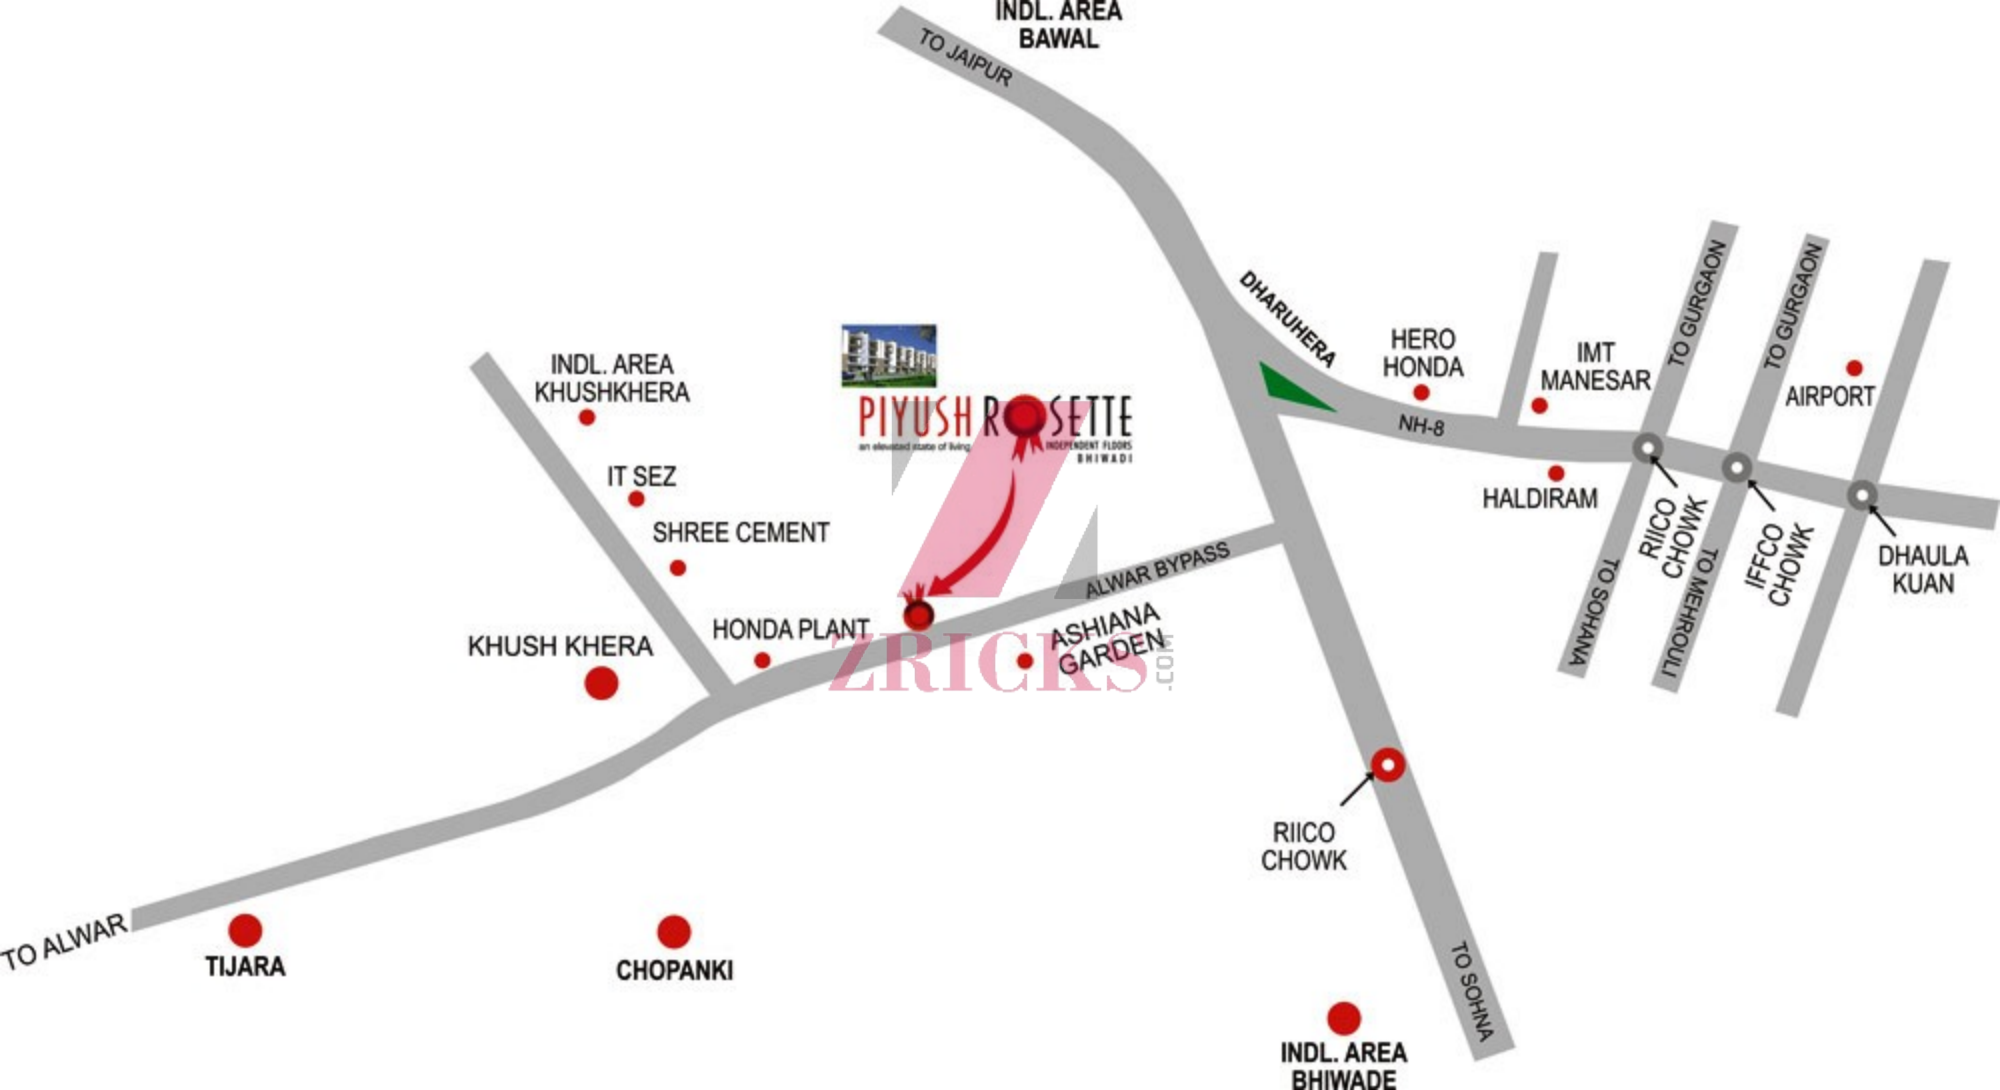 INDL. AREA
BAWAL
TO JAIPUR
DHARUHERA
HERO
HONDA
NH-8
IMT
MANESAR
HALDIRAM
TO GURGAON
TO GURGAON
AIRPORT
RIICO
CHOWK
IFFCO
CHOWK
DHAULA
KUAN
TO SOHANA
TO MEHROULI
INDL. AREA
KHUSHKHERA
IT SEZ
SHREE CEMENT
KHUSH KHERA
HONDA PLANT
PIYUSH ROSETTE
an elevated state of living
INDEPENDENT FLOORS
BHIWADI
ALWAR BYPASS
ASHIANA
GARDEN
ZRICKS
.COM
RIICO
CHOWK
TO SOHNA
TO ALWAR
TIJARA
CHOPANKI
INDL. AREA
BHIWADE